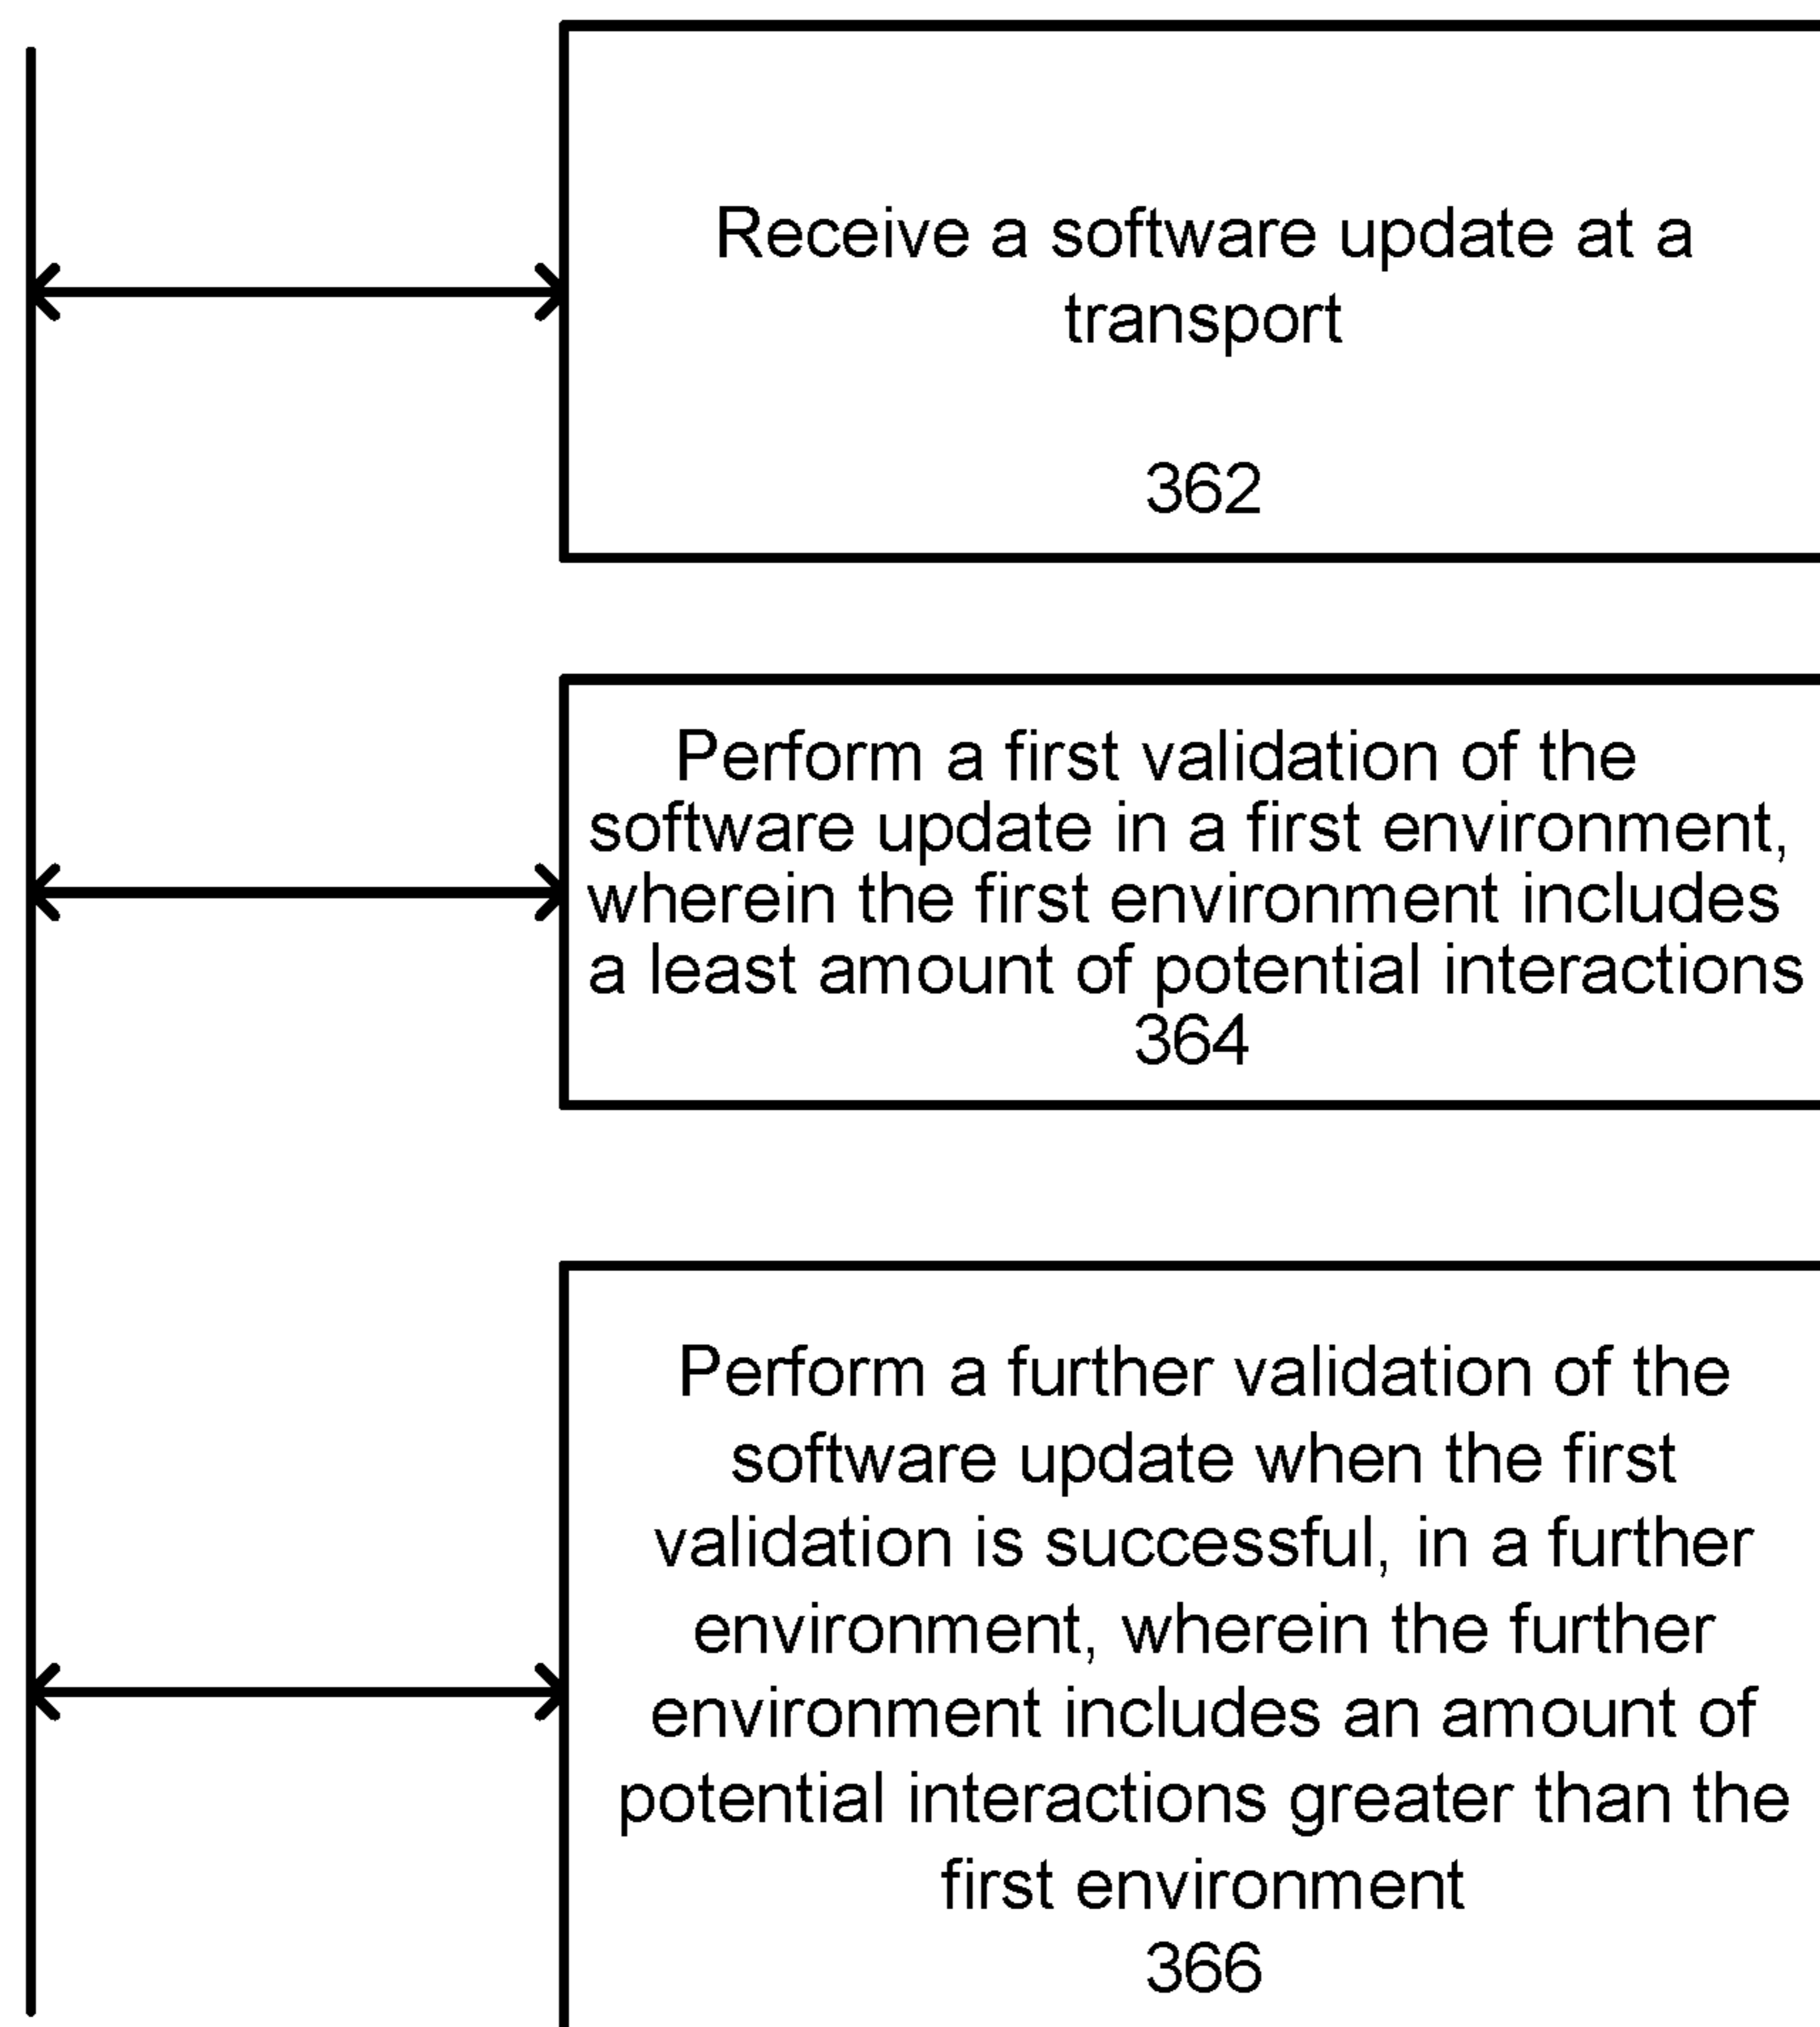 Receive a software update at a
transport
362
Perform a first validation of the
software update in a first environment,
wherein the first environment includes
a least amount of potential interactions
364
Perform a further validation of the
software update when the first
validation is successful, in a further
environment, wherein the further
environment includes an amount of
potential interactions greater than the
first environment
366